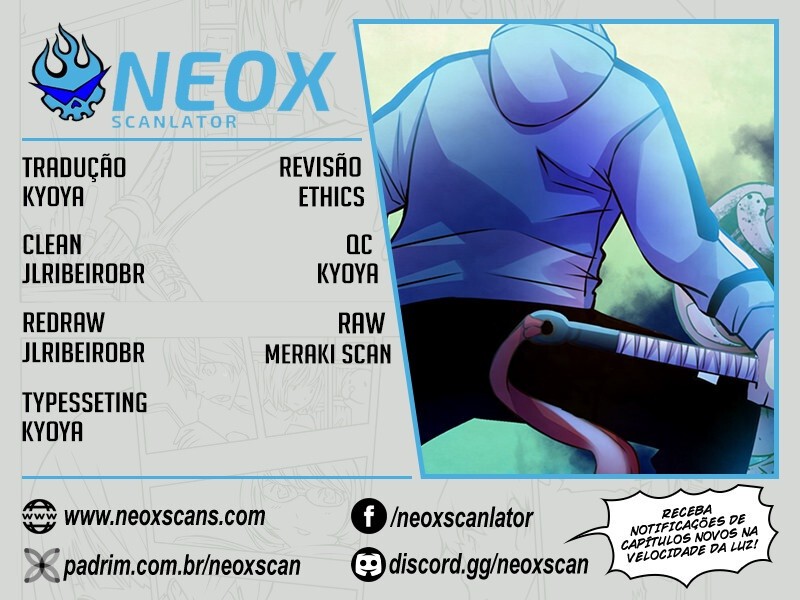 NEOX
SCANLATOR
TRADUÇÃO
KYOYA
REVISÃO
ETHICS
CLEAN
JLRIBEIROBR
QC
KYOYA
REDRAW
JLRIBEIROBR
RAW
MERAKI SCAN
TYPESSETING
KYOYA
www
www.neoxscans.com
f
/neoxscanlator
padrim.com.br/neoxscan
discord.gg/neoxscan
RECEBA
NOTIFICAÇÕES DE
CAPÍTULOS NOVOS NA
VELOCIDADE DA LUZ!